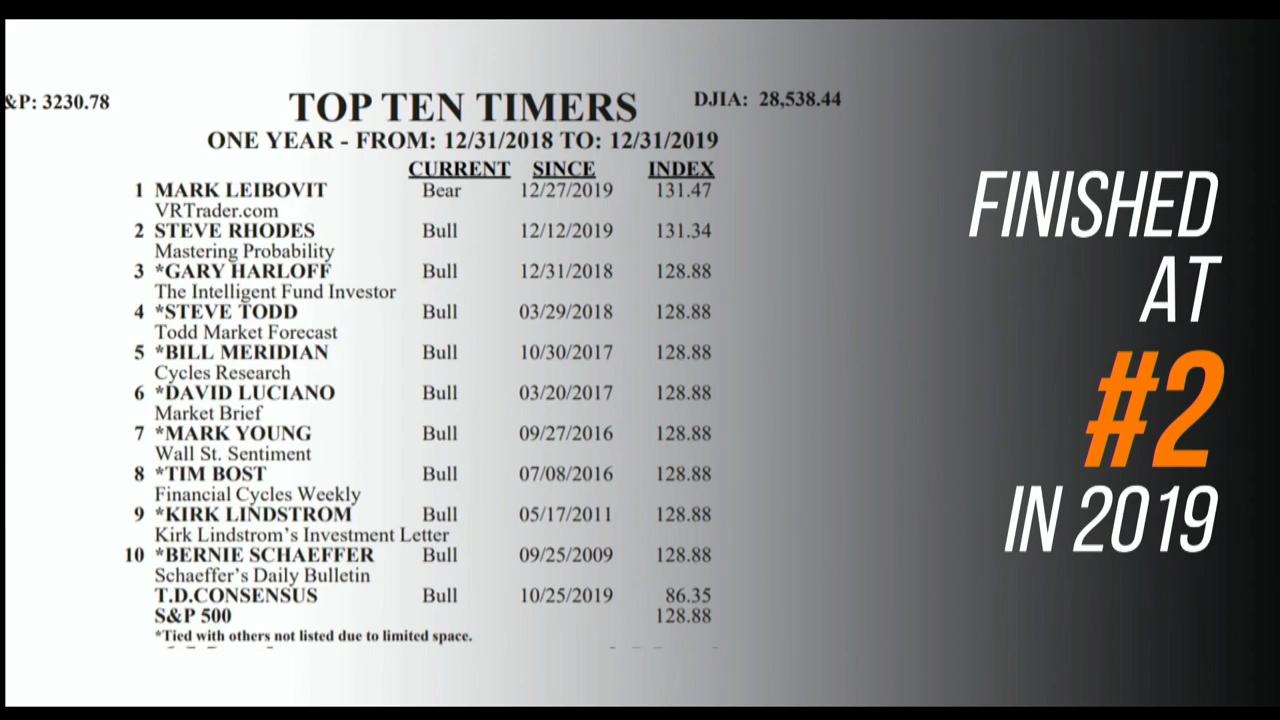 &P: 3230.78
TOP TEN TIMERS
DJIA: 28,538.44
ONE YEAR - FROM: 12/31/2018 TO: 12/31/2019
CURRENT SINCE INDEX
1 MARK LEIBOVIT Bear 12/27/2019 131.47
VRTrader.com
2 STEVE RHODES Bull 12/12/2019 131.34
Mastering Probability
3 *GARY HARLOFF Bull 12/31/2018 128.88
The Intelligent Fund Investor
4 *STEVE TODD Bull 03/29/2018 128.88
Todd Market Forecast
5 *BILL MERIDIAN Bull 10/30/2017 128.88
Cycles Research
6 *DAVID LUCIANO Bull 03/20/2017 128.88
Market Brief
7 *MARK YOUNG Bull 09/27/2016 128.88
Wall St. Sentiment
8 *TIM BOST Bull 07/08/2016 128.88
Financial Cycles Weekly
9 *KIRK LINDSTROM Bull 05/17/2011 128.88
Kirk Lindstrom's Investment Letter
10 *BERNIE SCHAEFFER Bull 09/25/2009 128.88
Schaeffer's Daily Bulletin
T.D.CONSENSUS Bull 10/25/2019 86.35
S&P 500 128.88
*Tied with others not listed due to limited space.
FINISHED
AT
#2
IN 2019